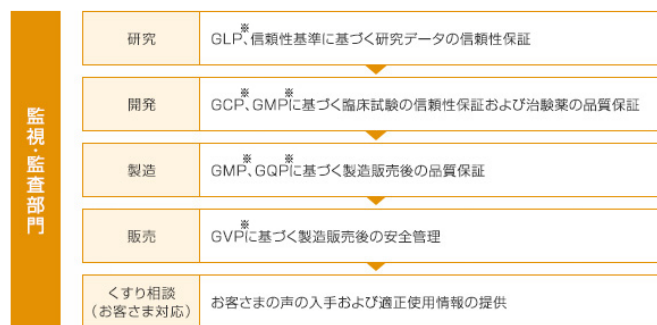 監視・監査部門
研究
GLP※、信頼性基準に基づく研究データの信頼性保証
開発
GCP※、GMP※に基づく臨床試験の信頼性保証および治験薬の品質保証
製造
GMP※、GQP※に基づく製造販売後の品質保証
販売
GVP※に基づく製造販売後の安全管理
くすり相談
（お客さま対応）
お客さまの声の入手および適正使用情報の提供